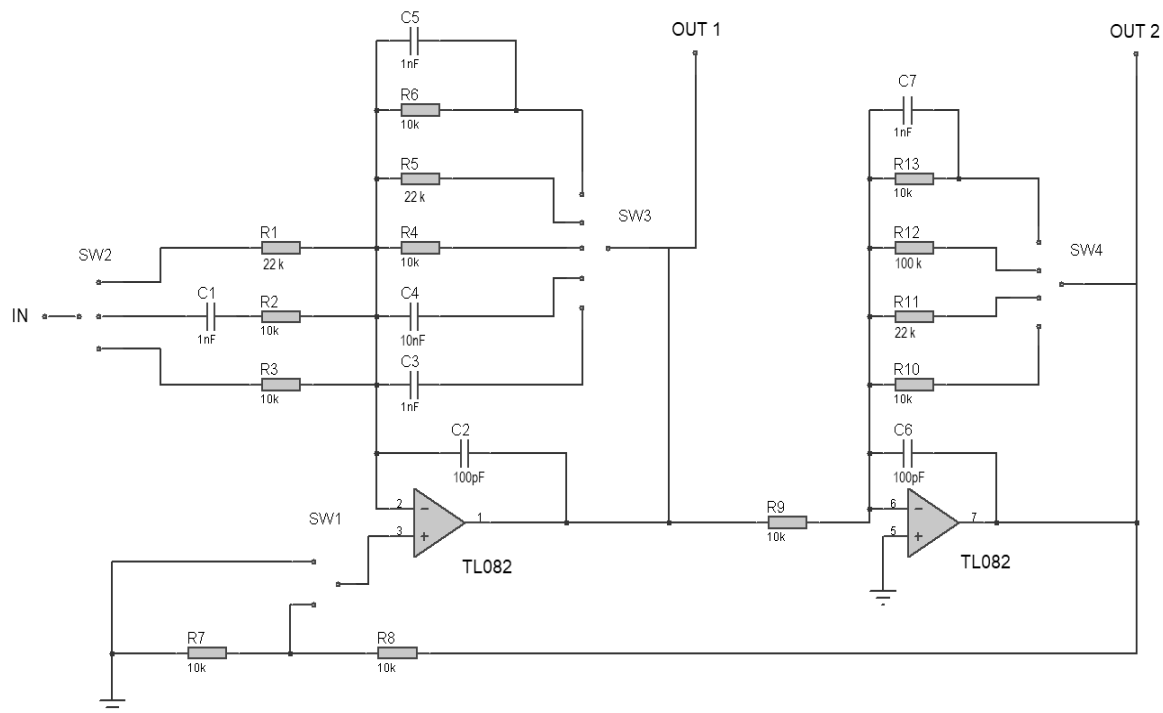 C5
1nF
OUT 1
OUT 2
R6
10k
C7
1nF
R5
22 k
R13
10k
SW3
SW2
R1
22 k
R4
10k
R12
100 k
SW4
IN
C1
1nF
R2
10k
C4
10nF
R11
22 k
R3
10k
C3
1nF
R10
10k
C2
100pF
C6
100pF
SW1
2
3
1
TL082
R9
10k
6
5
7
TL082
R7
10k
R8
10k